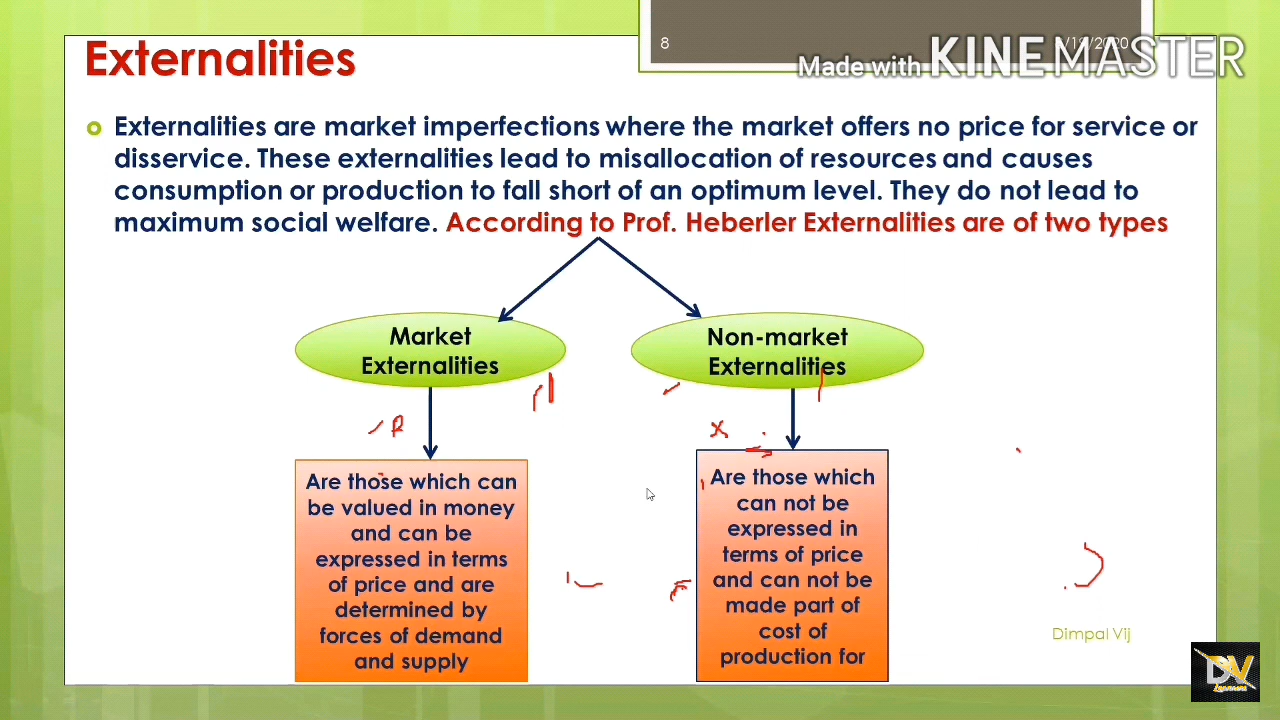 8
/18/2020
Made with KINEMASTER
Externalities
Externalities are market imperfections where the market offers no price for service or
disservice. These externalities lead to misallocation of resources and causes
consumption or production to fall short of an optimum level. They do not lead to
maximum social welfare. According to Prof. Heberler Externalities are of two types
Market
Externalities
Non-market
Externalities
Are those which can
be valued in money
and can be
expressed in terms
of price and are
determined by
forces of demand
and supply
Are those which
can not be
expressed in
terms of price
and can not be
made part of
cost of
production for
Dimpal Vij
DV
Learners